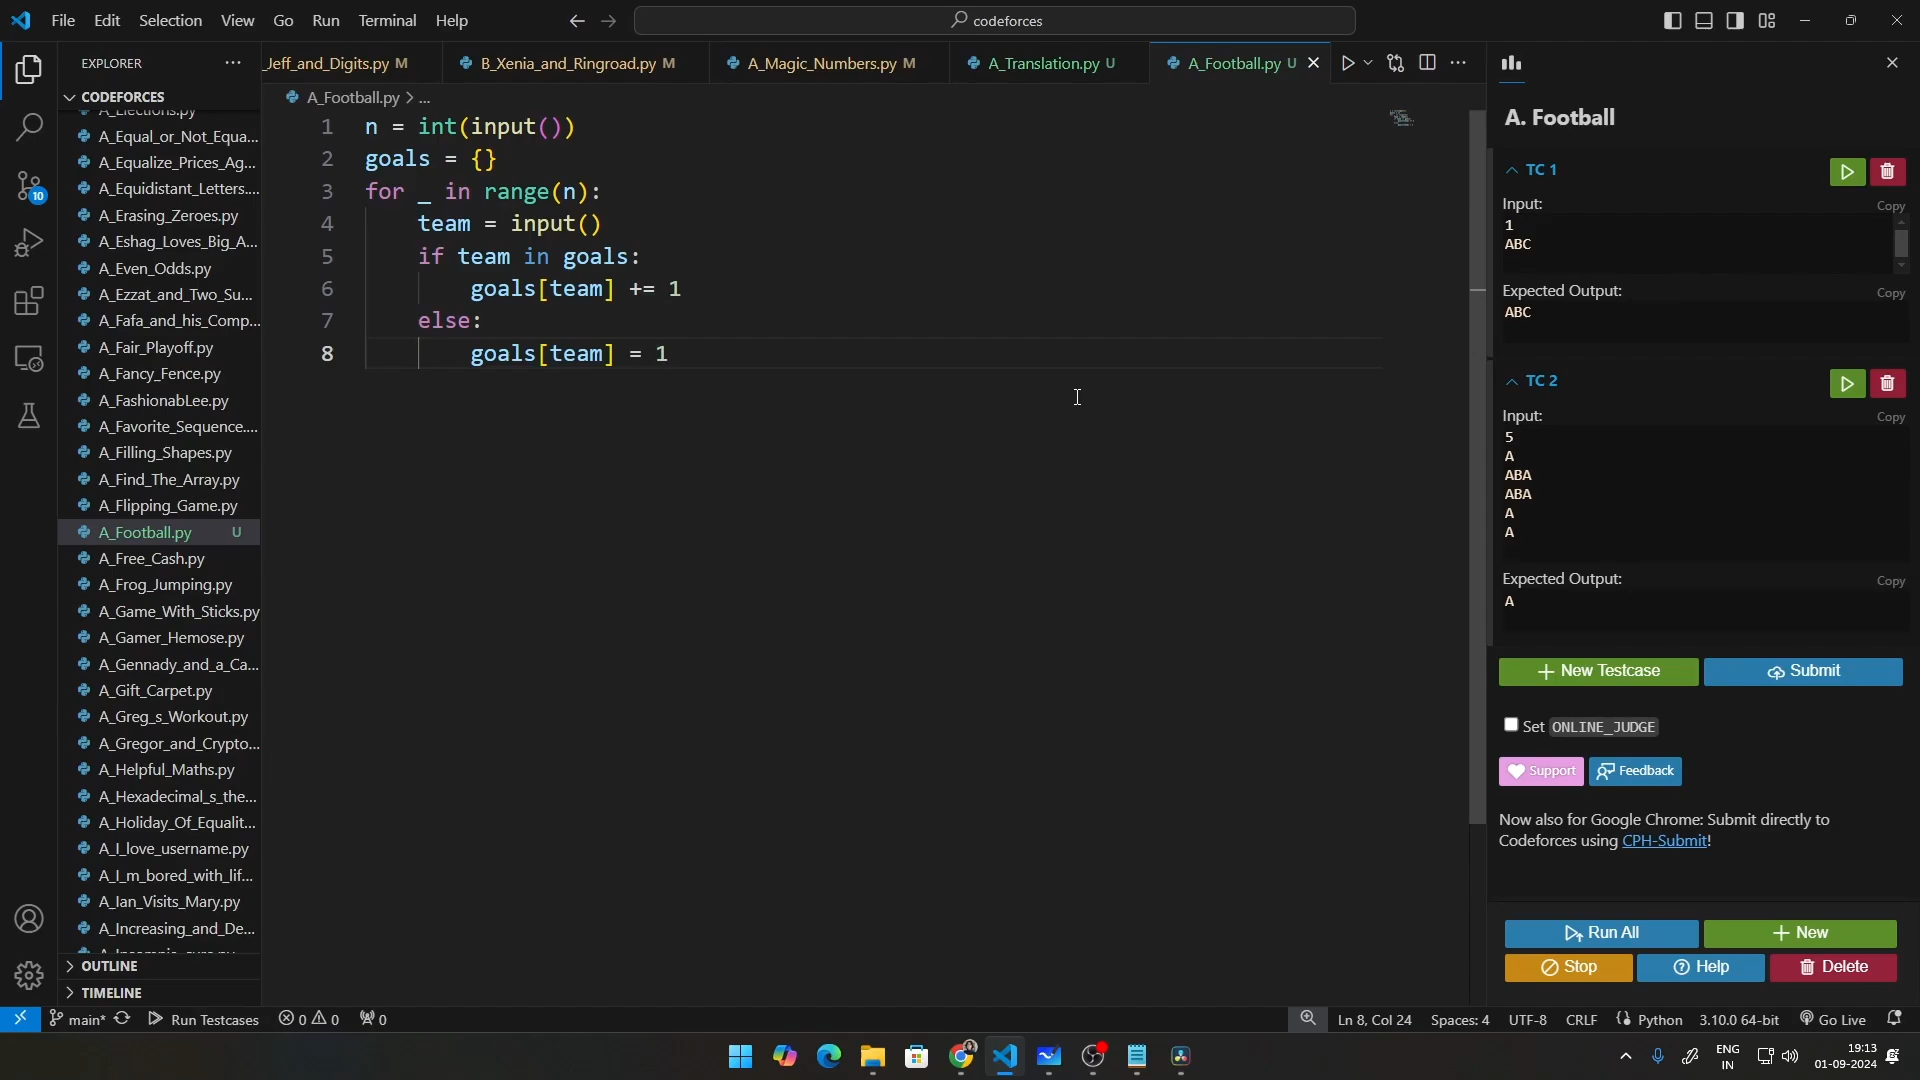 File Edit Selection View Go Run Terminal Help
codeforces
EXPLORER
CODEFORCES
A_Equal_or_Not_Equa...
A_Equalize_Prices_Ag...
A_Equidistant_Letters....
A_Erasing_Zeroes.py
A_Eshag_Loves_Big_A...
A_Even_Odds.py
A_Ezzat_and_Two_Su...
A_Fafa_and_his_Comp...
A_Fair_Playoff.py
A_Fancy_Fence.py
A_FashionabLee.py
A_Favorite_Sequence....
A_Filling_Shapes.py
A_Find_The_Array.py
A_Flipping_Game.py
A_Football.py U
A_Free_Cash.py
A_Frog_Jumping.py
A_Game_With_Sticks.py
A_Gamer_Hemose.py
A_Gennady_and_a_Ca...
A_Gift_Carpet.py
A_Greg_s_Workout.py
A_Gregor_and_Crypto...
A_Helpful_Maths.py
A_Hexadecimal_s_the...
A_Holiday_Of_Equalit...
A_I_love_username.py
A_I_m_bored_with_lif...
A_Ian_Visits_Mary.py
A_Increasing_and_De...
OUTLINE
TIMELINE
10
_Jeff_and_Digits.py M
B_Xenia_and_Ringroad.py M
A_Magic_Numbers.py M
A_Translation.py U
A_Football.py U
A_Football.py > ...
1 n = int(input())
2 goals = {}
3 for _ in range(n):
4 team = input()
5 if team in goals:
6 goals[team] += 1
7 else:
8 goals[team] = 1
A. Football
TC 1
Input:
Copy
1
ABC
Expected Output:
Copy
ABC
TC 2
Input:
Copy
5
A
ABA
ABA
A
A
Expected Output:
Copy
A
New Testcase
Submit
Set ONLINE_JUDGE
Support
Feedback
Now also for Google Chrome: Submit directly to
Codeforces using CPH-Submit!
Run All
New
Stop
Help
Delete
main* Run Testcases 0 0 0
Ln 8, Col 24 Spaces: 4 UTF-8 CRLF Python 3.10.0 64-bit Go Live
ENG
IN
19:13
01-09-2024